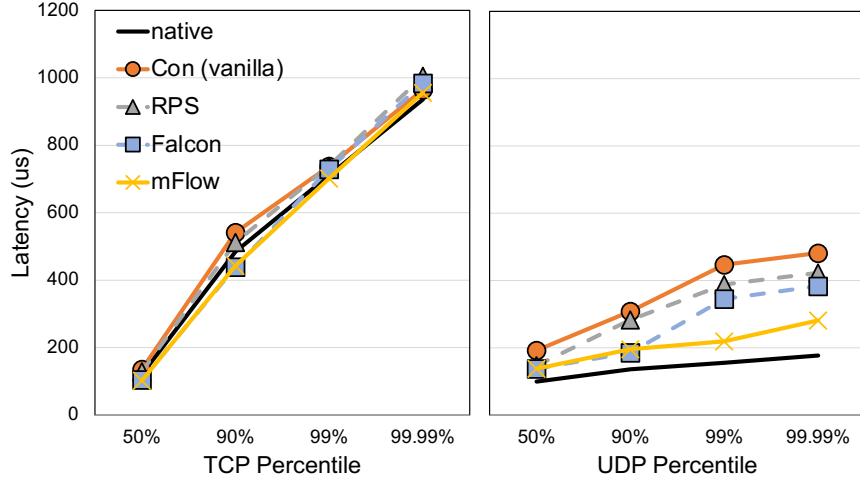 1200
1000
800
600
400
200
0
Latency (us)
native
Con (vanilla)
RPS
Falcon
mFlow
50% 90% 99% 99.99%
TCP Percentile
50% 90% 99% 99.99%
UDP Percentile